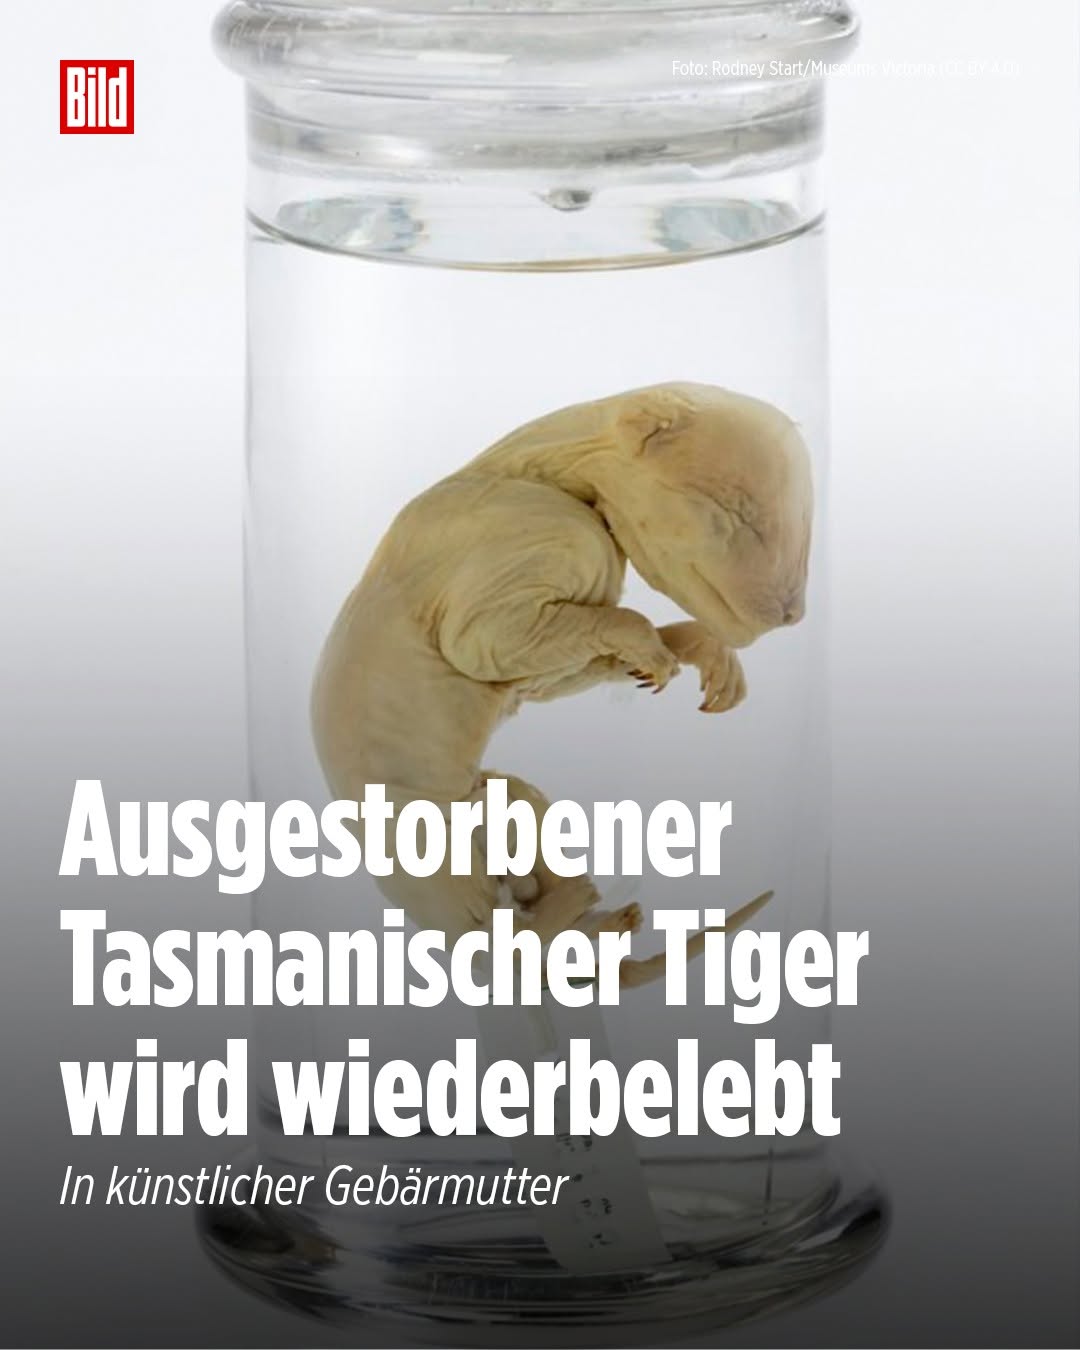 Bild
Foto: Rodney Start/Museums Victoria (CC BY 4.0)
Ausgestorbener
Tasmanischer Tiger
wird wiederbelebt
In künstlicher Gebärmutter